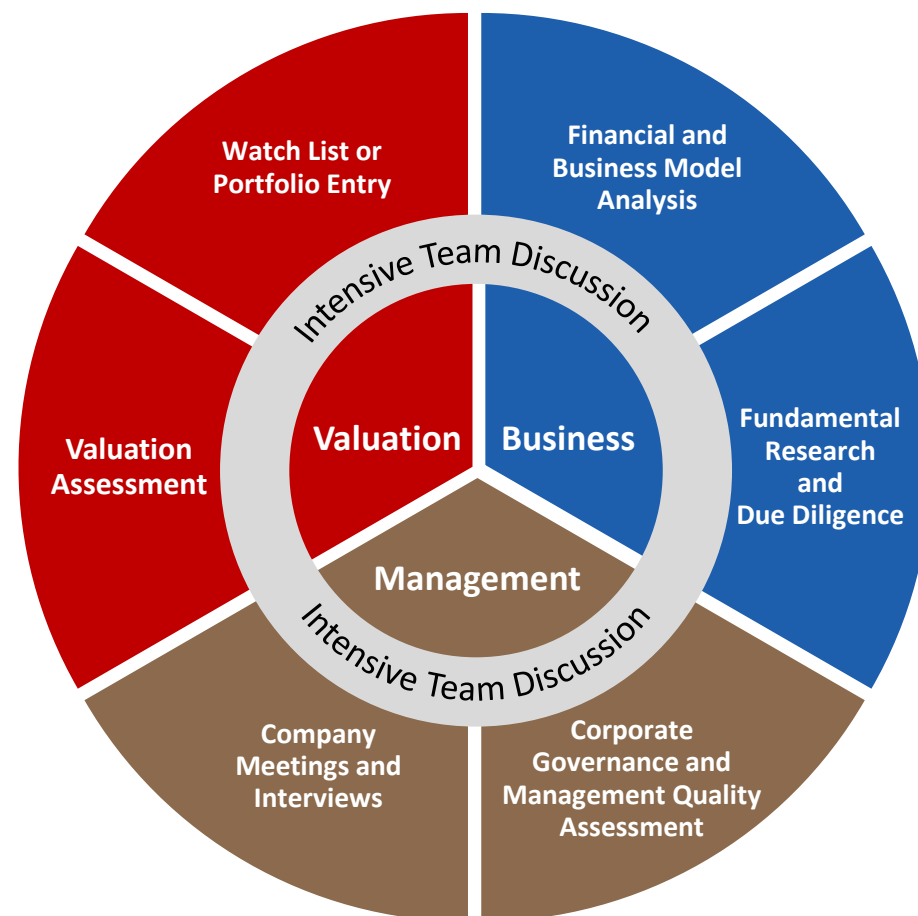 Watch List or
Portfolio Entry
Financial and
Business Model
Analysis
Intensive Team Discussion
Valuation
Assessment
Valuation
Business
Fundamental
Research
and
Due Diligence
Management
Intensive Team Discussion
Company
Meetings and
Interviews
Corporate
Governance and
Management Quality
Assessment